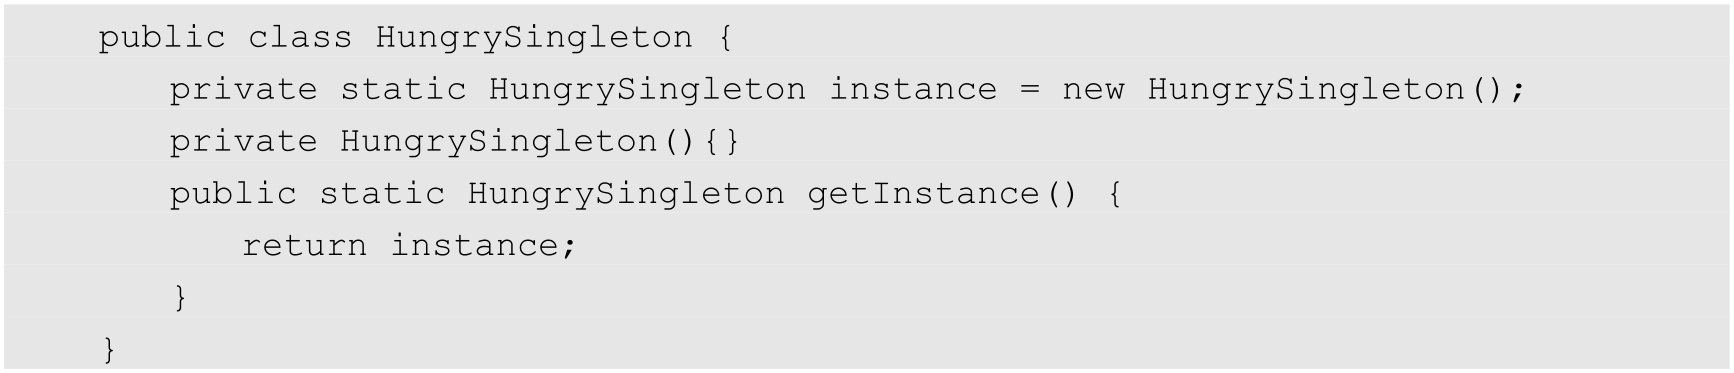 public class HungrySingleton {
private static HungrySingleton instance = new HungrySingleton();
private HungrySingleton(){}
public static HungrySingleton getInstance() {
return instance;
}
}